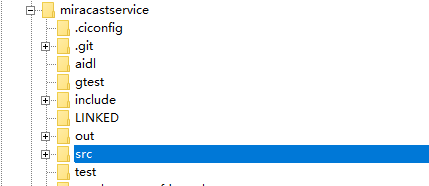 miracastservice
.ciconfig
.git
aidl
gtest
include
LINKED
out
src
test